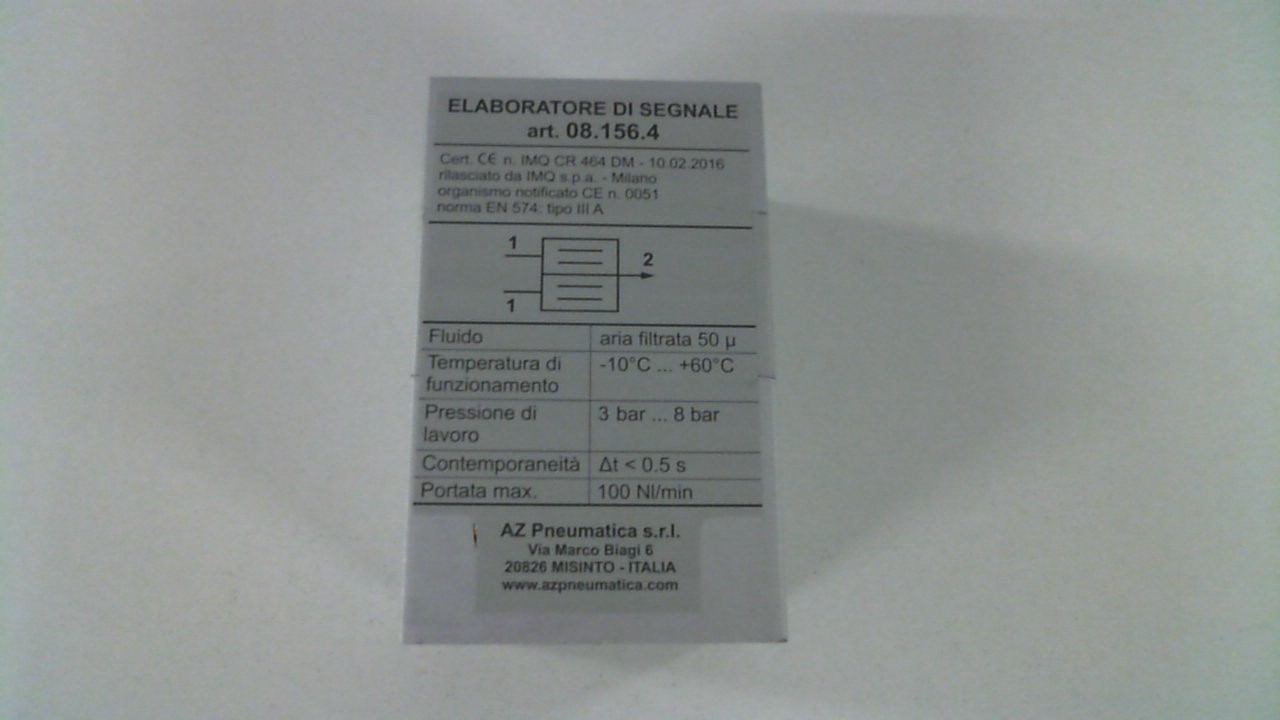 ELABORATORE DI SEGNALE
art. 08.156.4
Cert. CE n. IMQ CR 464 DM - 10.02.2016
rilasciato da IMQ s.p.a. - Milano
organismo notificato CE n. 0051
norma EN 574: tipo III A
1
2
1
Fluido aria filtrata 50 µ
Temperatura di -10°C ... +60°C
funzionamento
Pressione di 3 bar ... 8 bar
lavoro
Contemporaneità Δt < 0.5 s
Portata max. 100 Nl/min
AZ Pneumatica s.r.l.
Via Marco Biagi 6
20826 MISINTO - ITALIA
www.azpneumatica.com